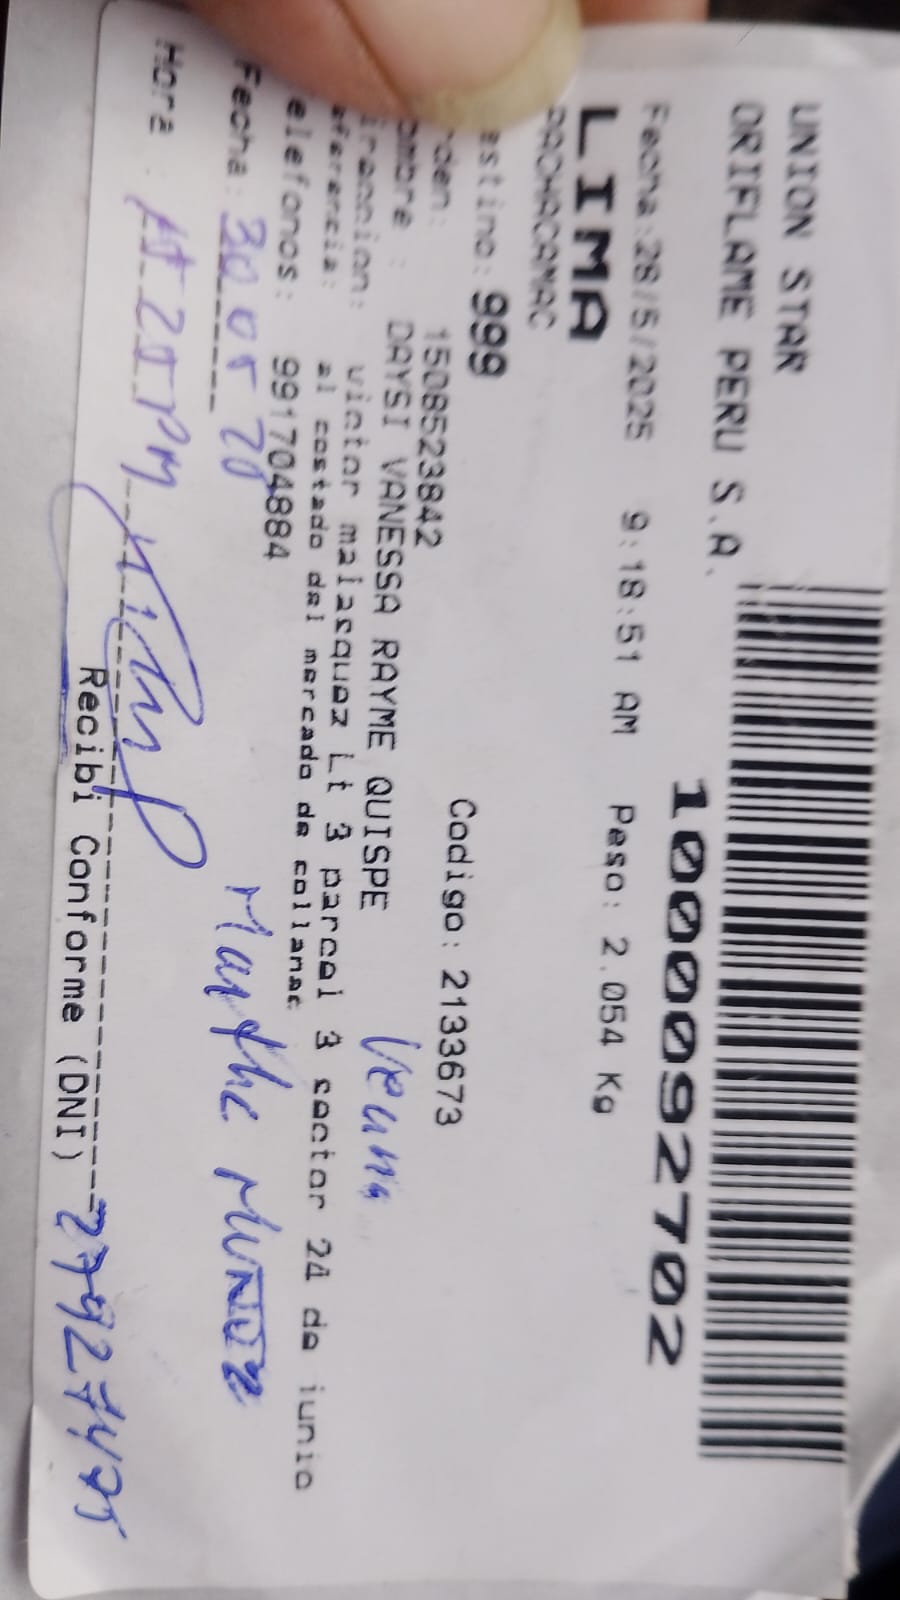 UNION STAR
ORIFLAME PERU S.A.
1000092702
Fecha:28/5/2025 9:18:51 AM Peso: 2.054 Kg
LIMA
PACHACAMAC
estino: 999
rden: 1508523842 Codigo: 2133673
ombre : DAYSI VANESSA RAYME QUISPE
ireccion: victor malasquez Lt 3 parcel 3 sector 24 de junio
eferencia: al costado del mercado de collanac
elefonos: 991704884
Fecha: 30 05
Hora :
Recibi Conforme (DNI)